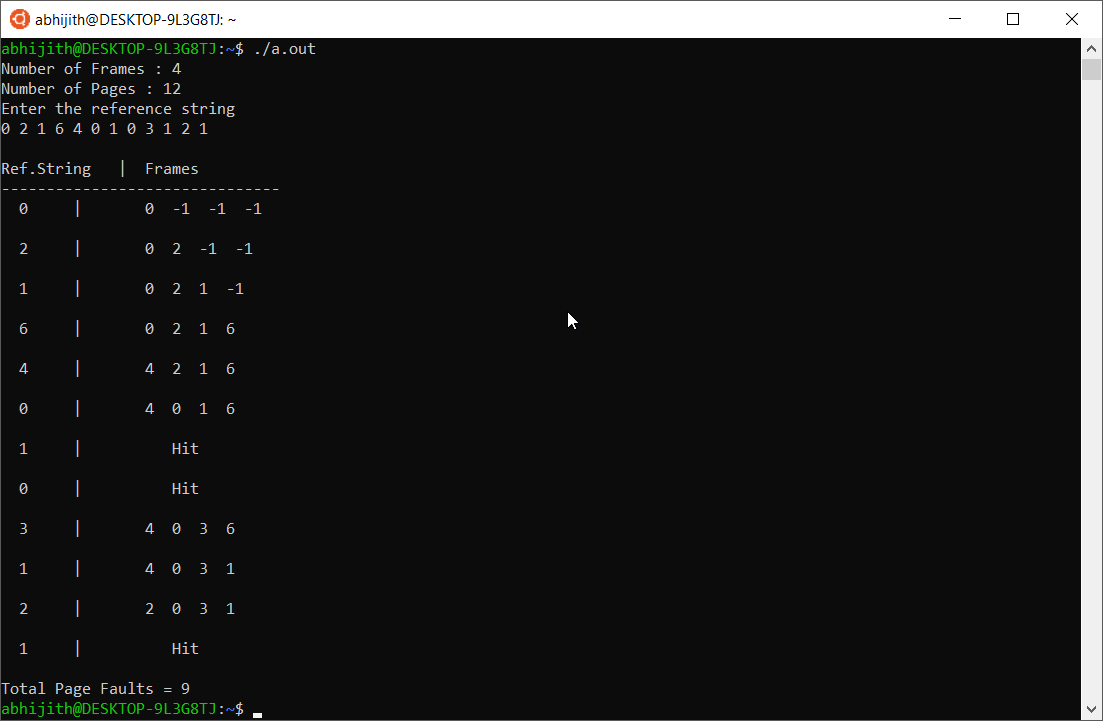 abhijith@DESKTOP-9L3G8TJ: ~
abhijith@DESKTOP-9L3G8TJ:~$ ./a.out
Number of Frames : 4
Number of Pages : 12
Enter the reference string
0 2 1 6 4 0 1 0 3 1 2 1
Ref.String   |  Frames
-------------------------------
  0     |       0  -1  -1  -1
  2     |       0  2  -1  -1
  1     |       0  2  1  -1
  6     |       0  2  1  6
  4     |       4  2  1  6
  0     |       4  0  1  6
  1     |          Hit
  0     |          Hit
  3     |       4  0  3  6
  1     |       4  0  3  1
  2     |       2  0  3  1
  1     |          Hit
Total Page Faults = 9
abhijith@DESKTOP-9L3G8TJ:~$